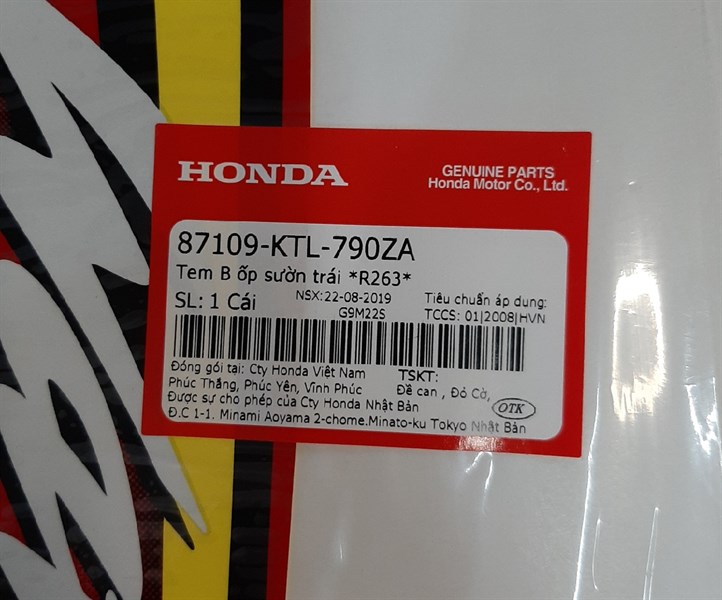 HONDA
GENUINE PARTS
Honda Motor Co., Ltd.
87109-KTL-790ZA
Tem B ốp sườn trái *R263*
SL: 1 Cái
NSX:22-08-2019
G9M22S
Tiêu chuẩn áp dung:
TCCS: 01|2008|HVN
Đóng gói tại: Cty Honda Việt Nam
Phúc Thắng, Phúc Yên, Vĩnh Phúc
TSKT:
Đề can , Đỏ Cờ,
Được sự cho phép của Cty Honda Nhật Bản
OTK
Đ.C 1-1. Minami Aoyama 2-chome.Minato-ku Tokyo Nhật Bản